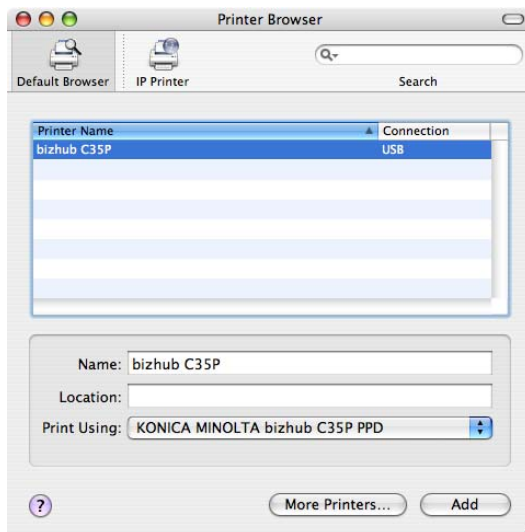 Printer Browser
Default Browser
IP Printer
Search
Printer Name
Connection
bizhub C35P
USB
Name: bizhub C35P
Location:
Print Using: KONICA MINOLTA bizhub C35P PPD
?
More Printers...
Add